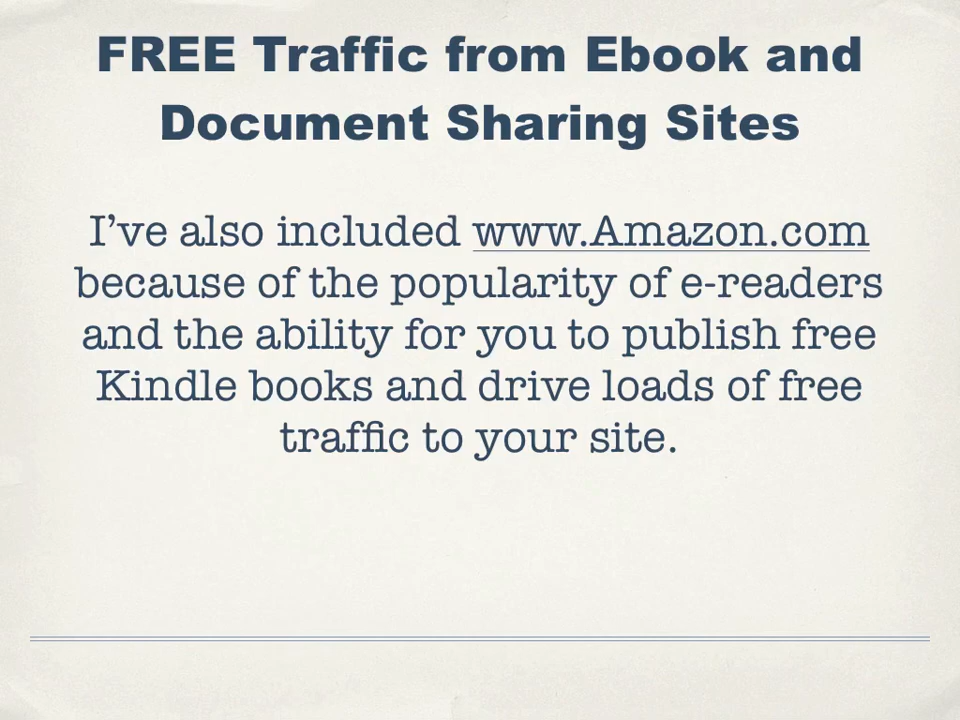 FREE Traffic from Ebook and
Document Sharing Sites
I’ve also included www.Amazon.com
because of the popularity of e-readers
and the ability for you to publish free
Kindle books and drive loads of free
traffic to your site.